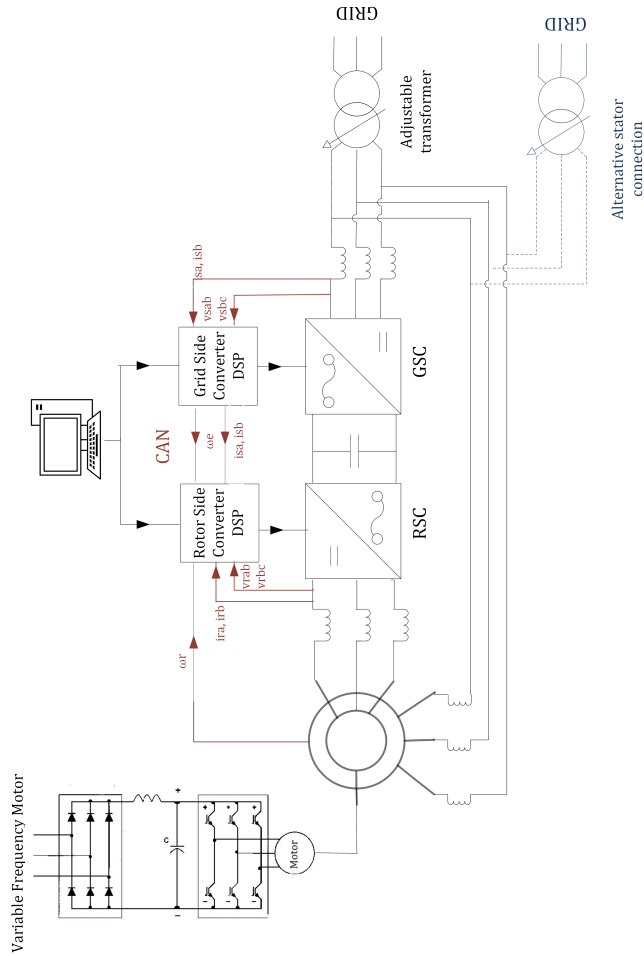 GRID
GRID
Adjustable
transformer
Alternative stator
connection
isa, isb
vsab
vsbc
Grid Side
Converter
DSP
GSC
CAN
ωe
isa, isb
Rotor Side
Converter
DSP
RSC
vrab
vrbc
ira, irb
ωr
Variable Frequency Motor
+
C
−
+
+
+
−
−
−
Motor